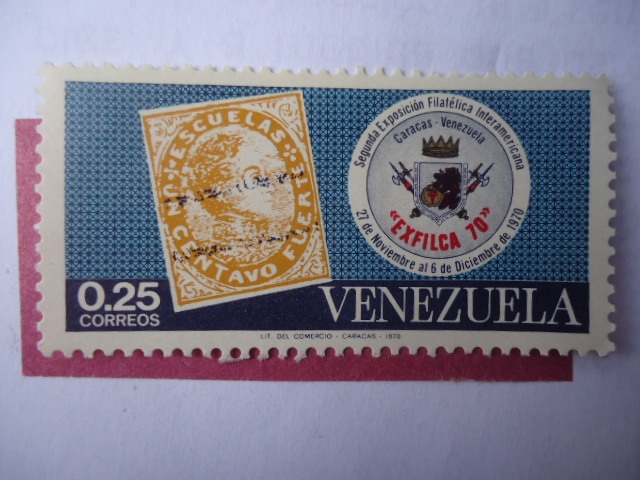 ESCUELAS
UN CENTAVO FUERTE
Segunda Exposición Filatélica Interamericana
Caracas - Venezuela
«EXFILCA 70»
27 de Noviembre al 6 de Diciembre de 1970
0.25
CORREOS
VENEZUELA
LIT. DEL COMERCIO - CARACAS - 1970